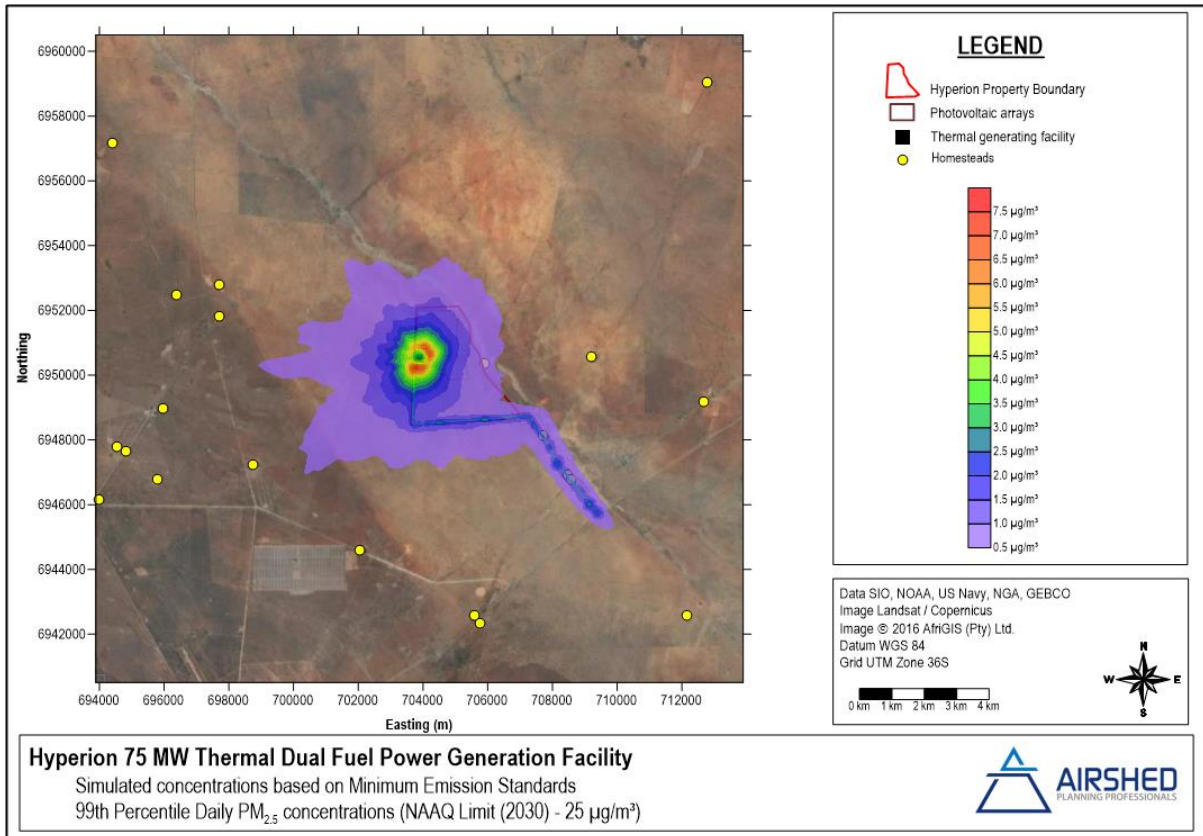 6960000
6958000
6956000
6954000
6952000
6950000
6948000
6946000
6944000
6942000
Northing
694000 696000 698000 700000 702000 704000 706000 708000 710000 712000
Easting (m)
LEGEND
Hyperion Property Boundary
Photovoltaic arrays
Thermal generating facility
Homesteads
7.5 µg/m³
7.0 µg/m³
6.5 µg/m³
6.0 µg/m³
5.5 µg/m³
5.0 µg/m³
4.5 µg/m³
4.0 µg/m³
3.5 µg/m³
3.0 µg/m³
2.5 µg/m³
2.0 µg/m³
1.5 µg/m³
1.0 µg/m³
0.5 µg/m³
Data SIO, NOAA, US Navy, NGA, GEBCO
Image Landsat / Copernicus
Image © 2016 AfriGIS (Pty) Ltd.
Datum WGS 84
Grid UTM Zone 36S
0 km 1 km 2 km 3 km 4 km
N
W E
S
Hyperion 75 MW Thermal Dual Fuel Power Generation Facility
Simulated concentrations based on Minimum Emission Standards
99th Percentile Daily PM₂.₅ concentrations (NAAQ Limit (2030) - 25 µg/m³)
AIRSHED
PLANNING PROFESSIONALS